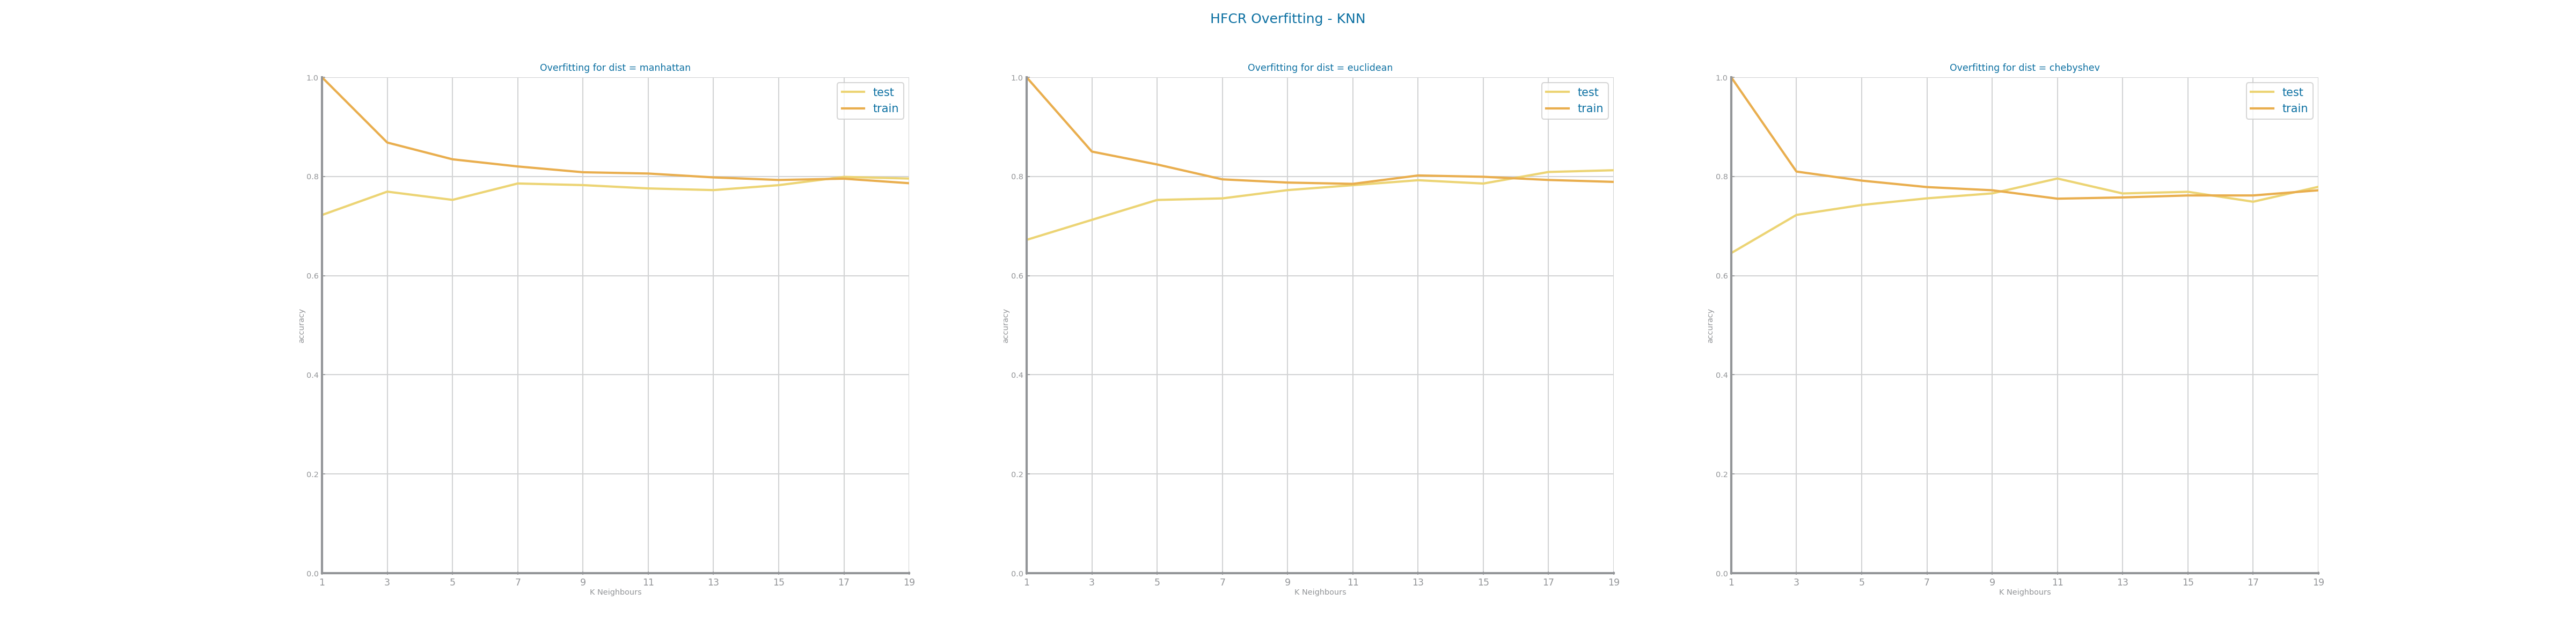 HFCR Overfitting - KNN
Overfitting for dist = manhattan
1.0
0.8
0.6
0.4
0.2
0.0
accuracy
test
train
1 3 5 7 9 11 13 15 17 19
K Neighbours
Overfitting for dist = euclidean
1.0
0.8
0.6
0.4
0.2
0.0
accuracy
test
train
1 3 5 7 9 11 13 15 17 19
K Neighbours
Overfitting for dist = chebyshev
1.0
0.8
0.6
0.4
0.2
0.0
accuracy
test
train
1 3 5 7 9 11 13 15 17 19
K Neighbours